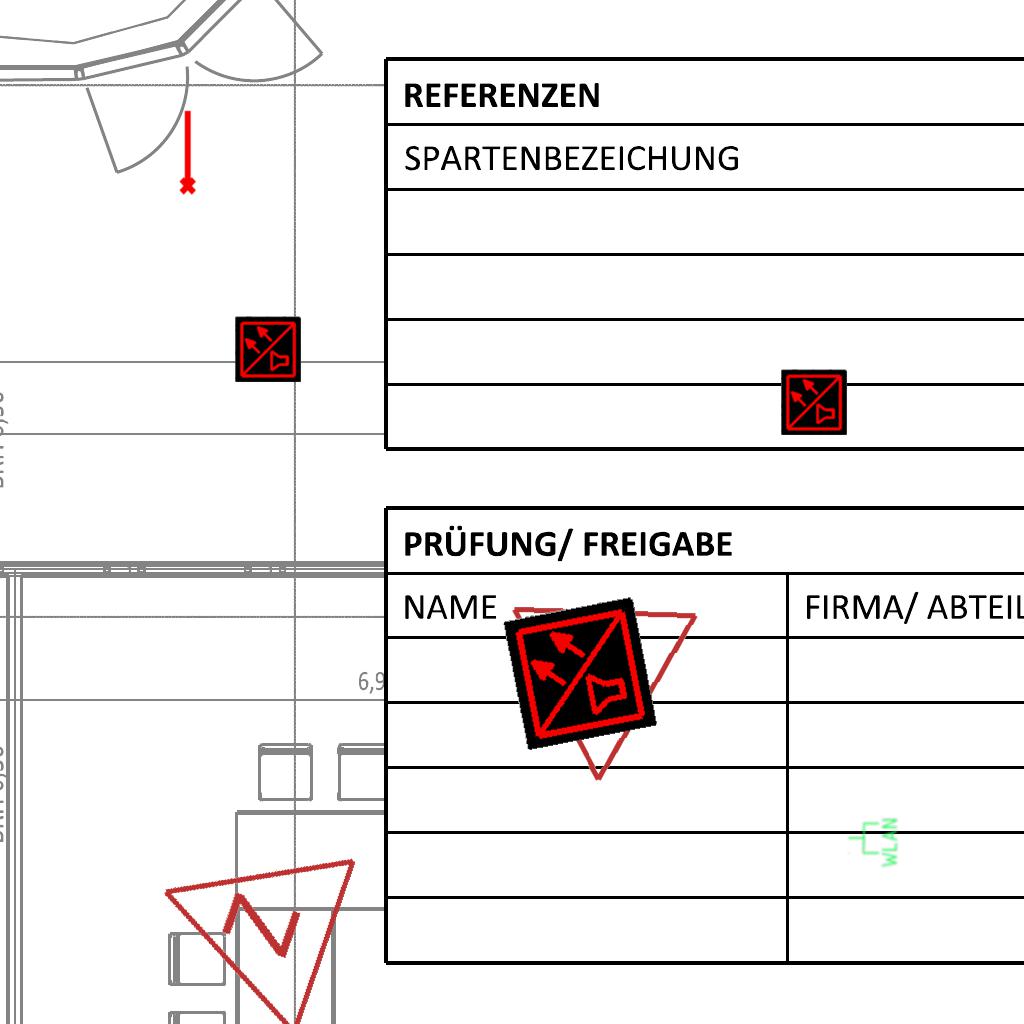 REFERENZEN
SPARTENBEZEICHUNG
PRÜFUNG/ FREIGABE
NAME
FIRMA/ ABTEIL
6,9
WLAN